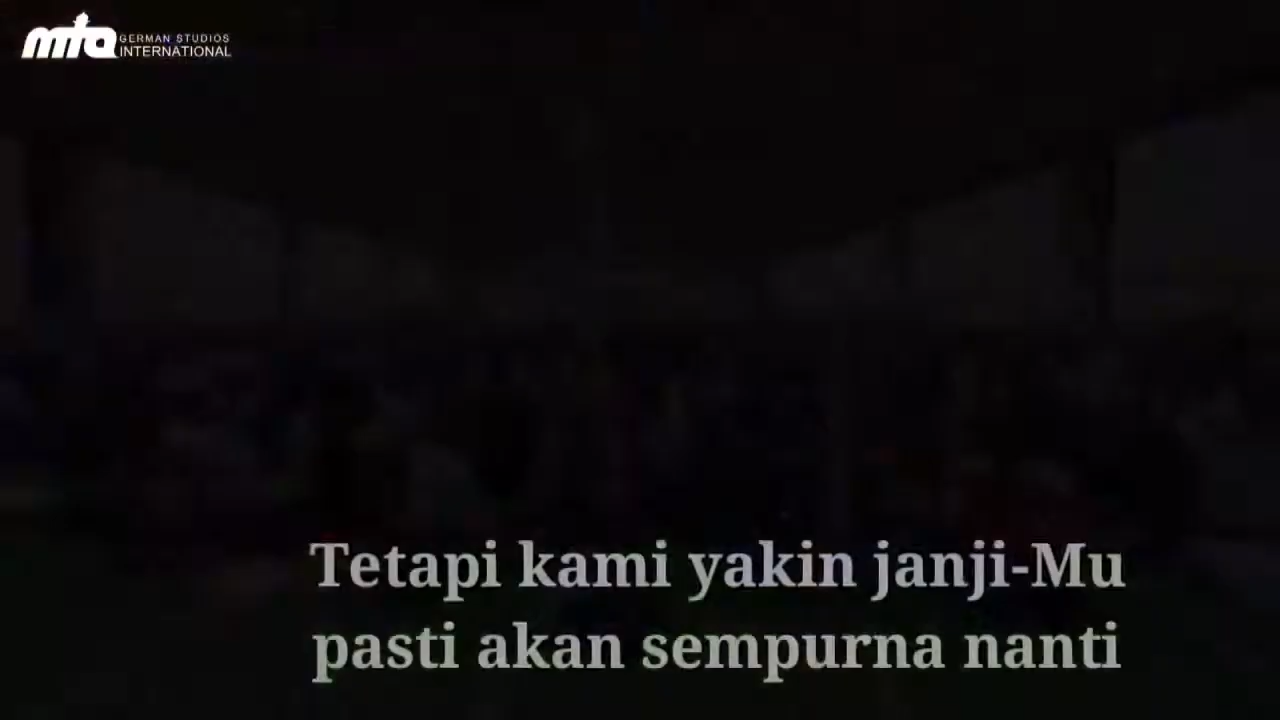 mta GERMAN STUDIOS
INTERNATIONAL
Tetapi kami yakin janji-Mu
pasti akan sempurna nanti